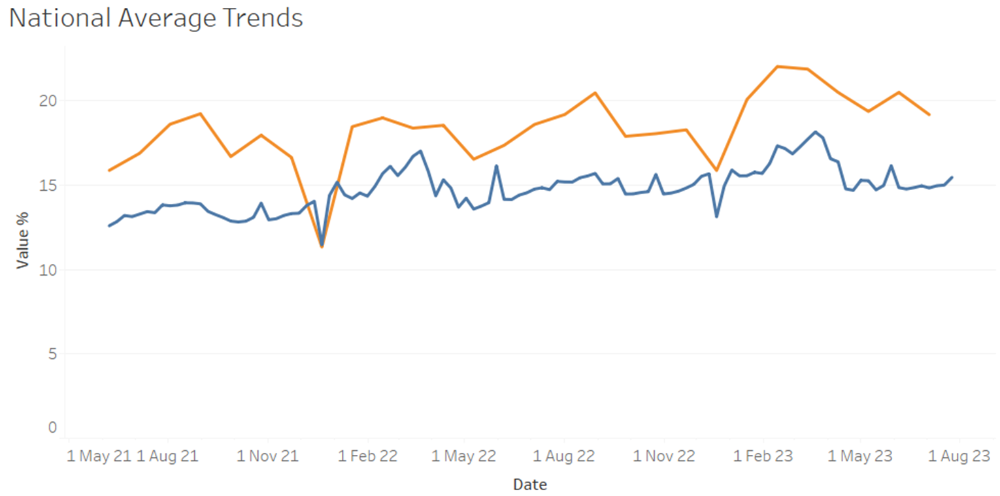 National Average Trends
20
15
10
5
0
Value %
1 May 21 1 Aug 21 1 Nov 21 1 Feb 22 1 May 22 1 Aug 22 1 Nov 22 1 Feb 23 1 May 23 1 Aug 23
Date